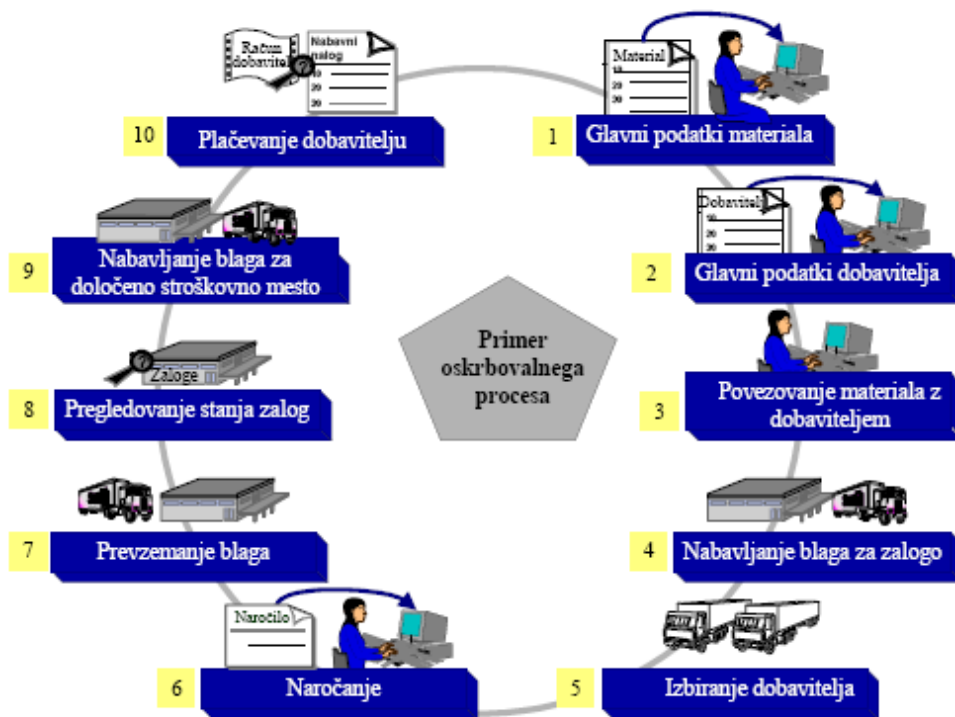 Račun
dobavitelj
Nabavni
nalog
10
20
30
10
Plačevanje dobavitelju
Material
10
20
30
1
Glavni podatki materiala
Dobavitelj
10
20
20
2
Glavni podatki dobavitelja
9
Nabavljanje blaga za
določeno stroškovno mesto
Primer
oskrbovalnega
procesa
3
Povezovanje materiala z
dobaviteljem
Zaloge
8
Pregledovanje stanja zalog
7
Prevzemanje blaga
4
Nabavljanje blaga za zalogo
Naročilo
6
Naročanje
5
Izbiranje dobavitelja